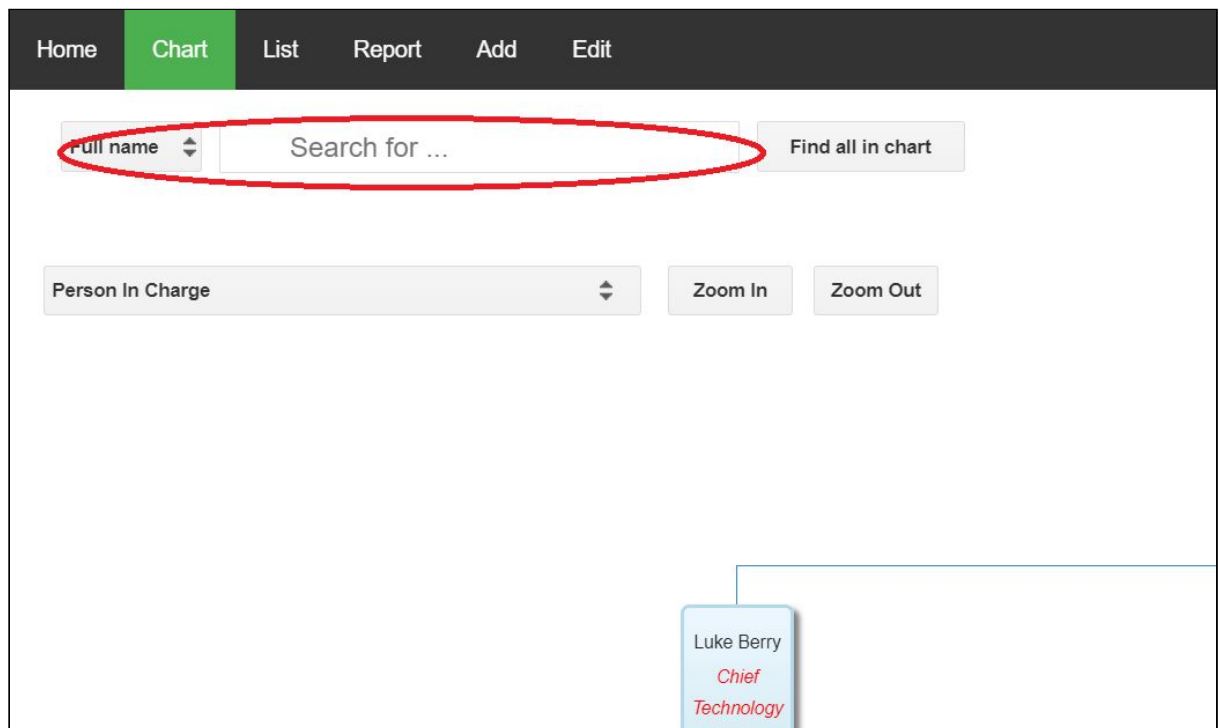 Home Chart List Report Add Edit
Full name Search for ... Find all in chart
Person In Charge Zoom In Zoom Out
Luke Berry
Chief
Technology